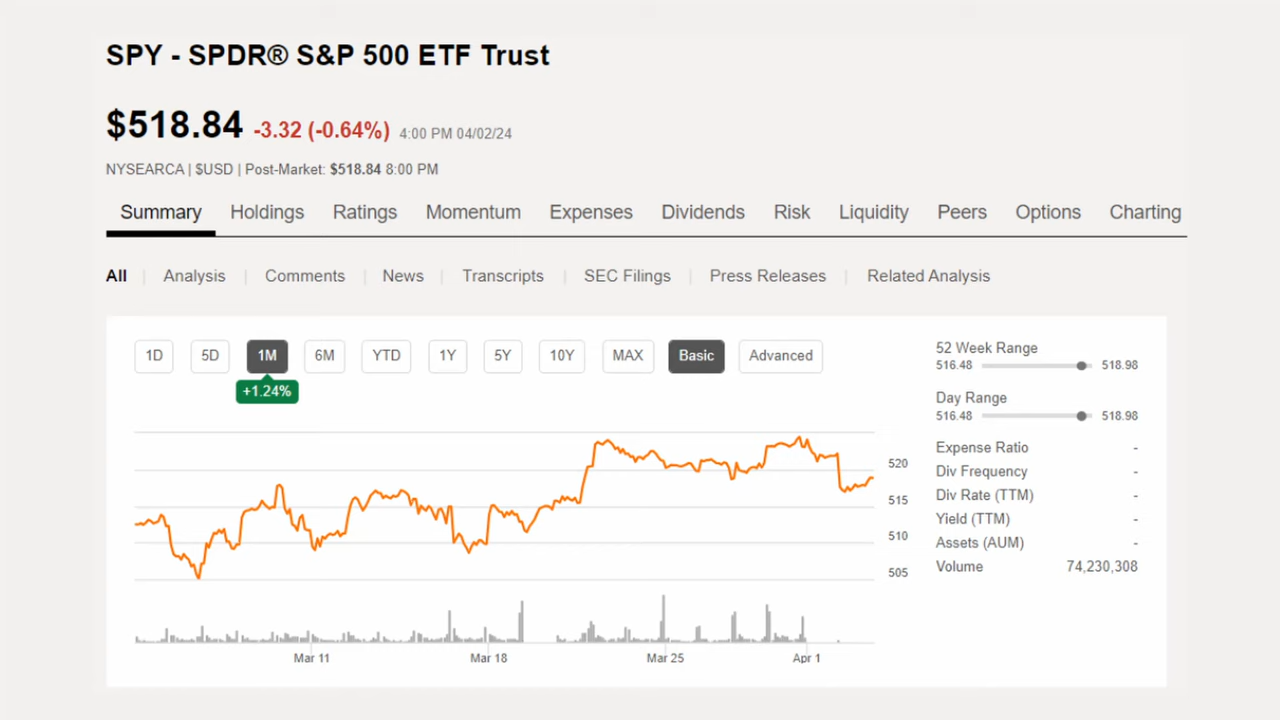 SPY - SPDR® S&P 500 ETF Trust
$518.84 -3.32 (-0.64%) 4:00 PM 04/02/24
NYSEARCA | $USD | Post-Market: $518.84 8:00 PM
Summary Holdings Ratings Momentum Expenses Dividends Risk Liquidity Peers Options Charting
All | Analysis | Comments | News | Transcripts | SEC Filings | Press Releases | Related Analysis
1D 5D 1M 6M YTD 1Y 5Y 10Y MAX Basic Advanced
+1.24%
520
515
510
505
Mar 11 Mar 18 Mar 25 Apr 1
52 Week Range
516.48 518.98
Day Range
516.48 518.98
Expense Ratio -
Div Frequency -
Div Rate (TTM) -
Yield (TTM) -
Assets (AUM) -
Volume 74,230,308